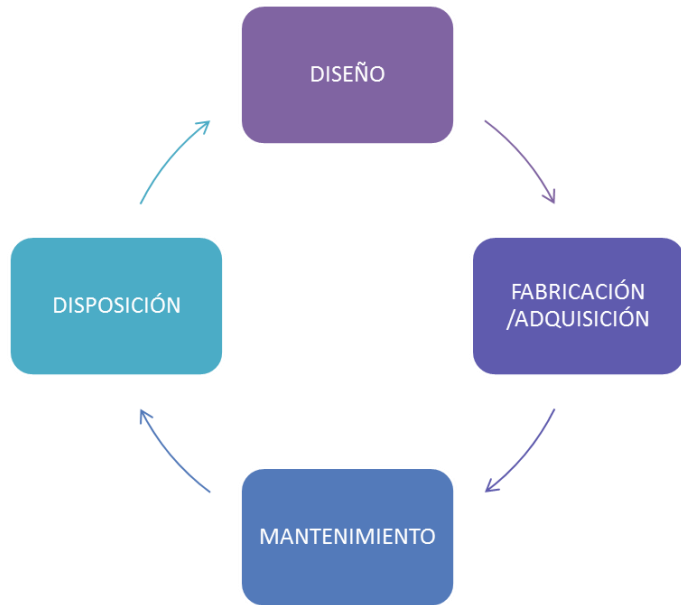 DISEÑO
FABRICACIÓN
/ADQUISICIÓN
MANTENIMIENTO
DISPOSICIÓN